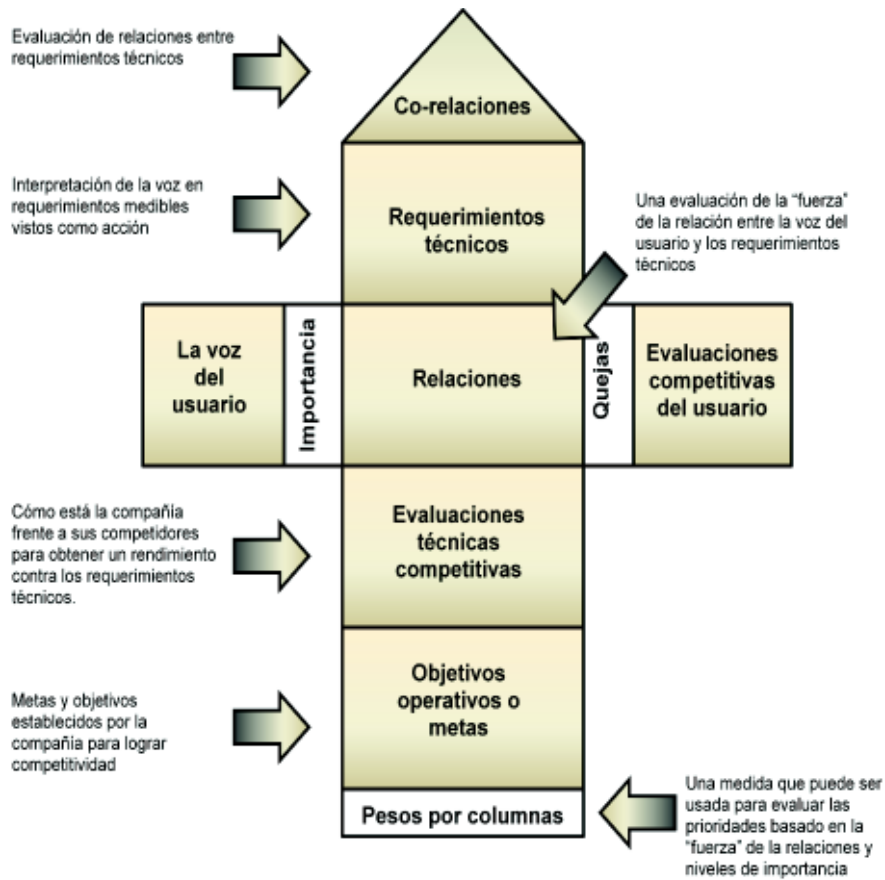 Evaluación de relaciones entre
requerimientos técnicos
Co-relaciones
Interpretación de la voz en
requerimientos medibles
vistos como acción
Requerimientos
técnicos
Una evaluación de la “fuerza”
de la relación entre la voz del
usuario y los requerimientos
técnicos
La voz
del
usuario
Importancia
Relaciones
Quejas
Evaluaciones
competitivas
del usuario
Cómo está la compañía
frente a sus competidores
para obtener un rendimiento
contra los requerimientos
técnicos.
Evaluaciones
técnicas
competitivas
Metas y objetivos
establecidos por la
compañía para lograr
competitividad
Objetivos
operativos o
metas
Pesos por columnas
Una medida que puede ser
usada para evaluar las
prioridades basado en la
“fuerza” de la relaciones y
niveles de importancia